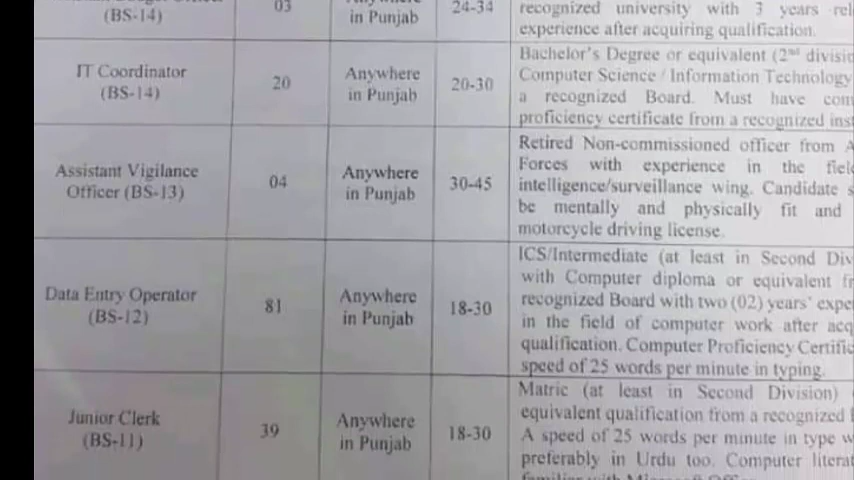 (BS-14)
03
in Punjab
24-34
recognized university with 3 years
experience after acquiring qualification.
IT Coordinator
(BS-14)
20
Anywhere
in Punjab
20-30
Bachelor's Degree or equivalent (2nd
Computer Science / Information Technology
a recognized Board. Must have
proficiency certificate from a recognized
Assistant Vigilance
Officer (BS-13)
04
Anywhere
in Punjab
30-45
Retired Non-commissioned officer from
Forces with experience in the
intelligence/surveillance wing. Candidate
be mentally and physically fit and
motorcycle driving license.
Data Entry Operator
(BS-12)
81
Anywhere
in Punjab
18-30
ICS/Intermediate (at least in Second
with Computer diploma or equivalent
recognized Board with two (02) years'
in the field of computer work after
qualification. Computer Proficiency
speed of 25 words per minute in typing.
Junior Clerk
(BS-11)
39
Anywhere
in Punjab
18-30
Matric (at least in Second Division)
equivalent qualification from a recognized
A speed of 25 words per minute in type
preferably in Urdu too. Computer